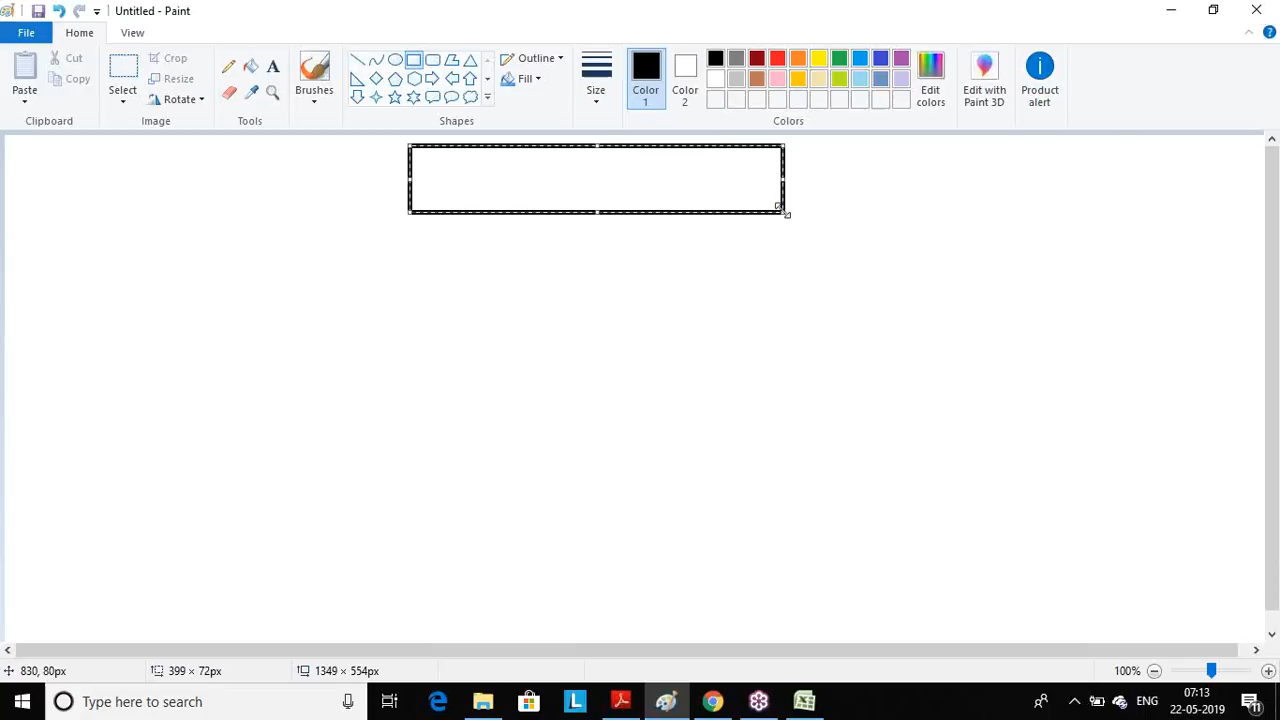 Untitled - Paint
File
Home
View
Paste
Cut
Copy
Clipboard
Select
Crop
Resize
Rotate
Image
A
Tools
Brushes
Outline
Fill
Shapes
Size
Color 1
Color 2
Edit colors
Colors
Edit with Paint 3D
Product alert
830, 80px
399 × 72px
1349 × 554px
100%
Type here to search
ENG
07:13
22-05-2019
11